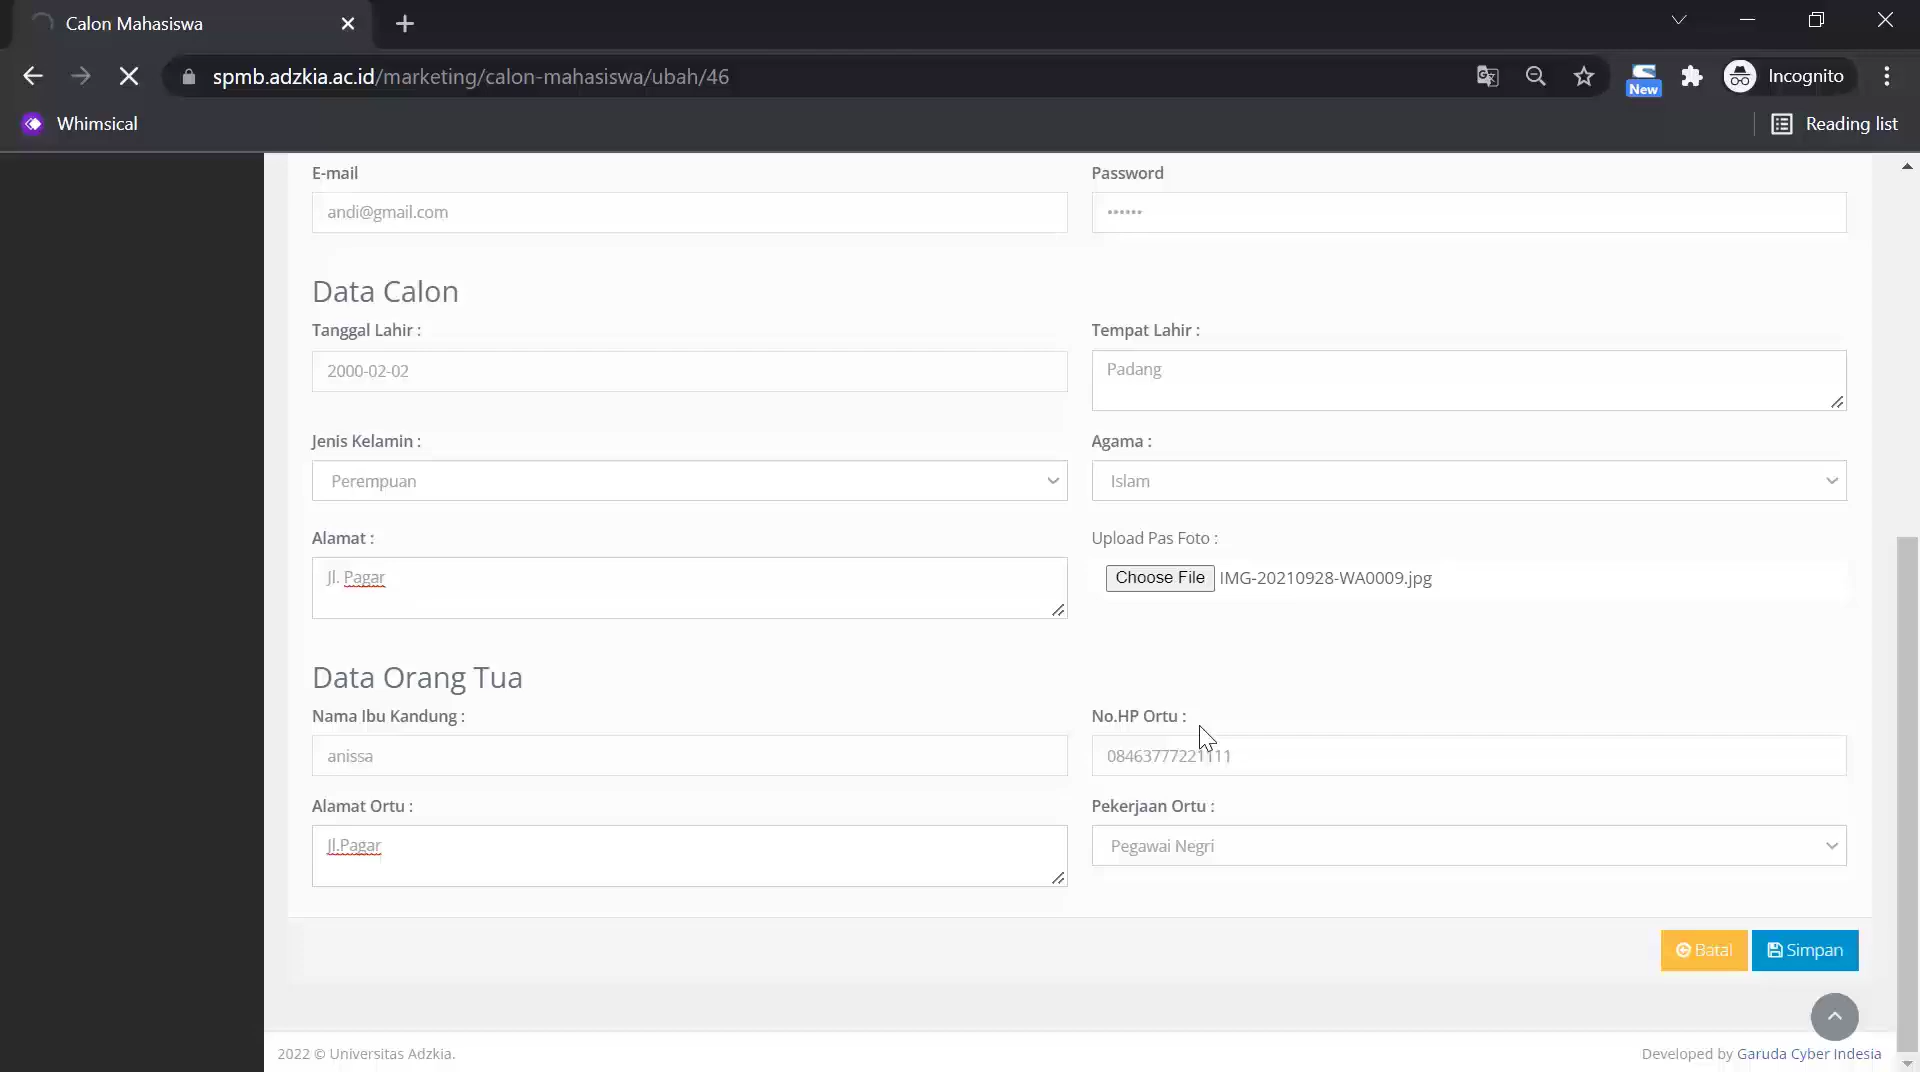 Calon Mahasiswa
spmb.adzkia.ac.id/marketing/calon-mahasiswa/ubah/46
New
Incognito
Whimsical
Reading list
E-mail
Password
andi@gmail.com
••••••
Data Calon
Tanggal Lahir :
Tempat Lahir :
2000-02-02
Padang
Jenis Kelamin :
Agama :
Perempuan
Islam
Alamat :
Upload Pas Foto :
Jl. Pagar
Choose File IMG-20210928-WA0009.jpg
Data Orang Tua
Nama Ibu Kandung :
No.HP Ortu :
anissa
08463777221111
Alamat Ortu :
Pekerjaan Ortu :
Jl.Pagar
Pegawai Negri
Batal
Simpan
2022 © Universitas Adzkia.
Developed by Garuda Cyber Indesia